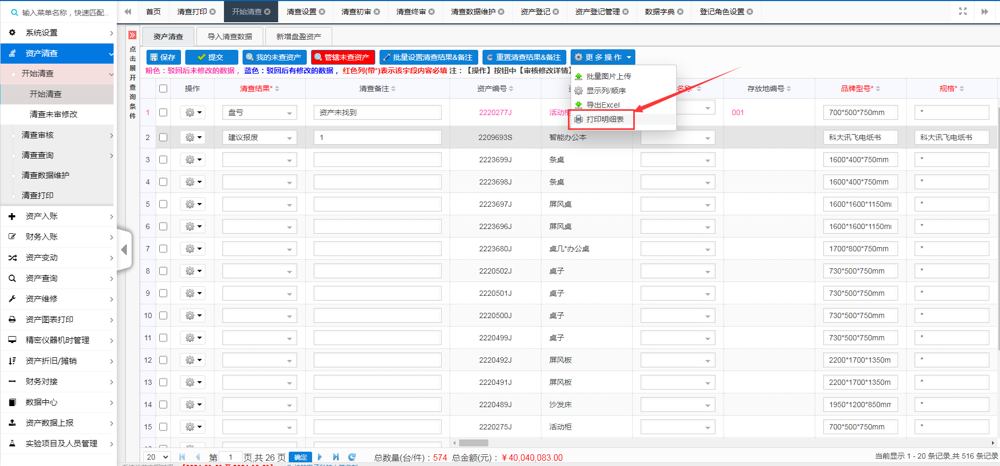 输入菜单名称，快速匹配...
首页
清查打印
开始清查
清查设置
清查初审
清查终审
清查数据维护
资产登记
资产登记管理
数据字典
登记角色设置
系统设置
资产清查
开始清查
开始清查
清查未审修改
清查审核
清查查询
清查数据维护
清查打印
资产入账
财务入账
资产变动
资产查询
资产维修
资产图表打印
精密仪器机时管理
资产折旧/摊销
财务对接
数据中心
资产数据上报
实验项目及人员管理
点击展开查询条件
资产清查
导入清查数据
新增盘盈资产
保存
提交
我的未查资产
管辖未查资产
批量设置清查结果&备注
重置清查结果&备注
更多操作
粉色：驳回后未修改的数据， 蓝色：驳回后有修改的数据， 红色列(带*)表示该字段内容必填 注：【操作】按钮中【审核修改详情】
批量图片上传
显示列/顺序
导出Excel
打印明细表
操作 清查结果* 清查备注 资产编号 名称* 存放地编号 品牌型号* 规格*
1 盘亏 资产未找到 2220277J 活动柜 001 700*500*750mm *
2 建议报废 1 2209693S 智能办公本 科大讯飞电纸书 科大讯飞电纸书
3 2223699J 条桌 1600*400*750mm *
4 2223698J 条桌 1600*400*750mm *
5 2223697J 屏风桌 1600*1600*1150m *
6 2223696J 屏风桌 1600*1600*1150m *
7 2223680J 桌几*办公桌 1700*800*750mm *
8 2220502J 桌子 730*500*750mm *
9 2220501J 桌子 730*500*750mm *
10 2220500J 桌子 730*500*750mm *
11 2220499J 桌子 730*500*750mm *
12 2220492J 屏风板 2200*1700*1350m *
13 2220491J 屏风板 2200*1700*1350m *
14 2220489J 沙发床 1950*1200*850mm *
15 2220275J 活动柜 700*500*750mm *
20 第 1 页,共 26 页 确定 总数量(台/件)：574 总金额(元)：￥40,040,083.00
当前显示 1 - 20 条记录,共 516 条记录